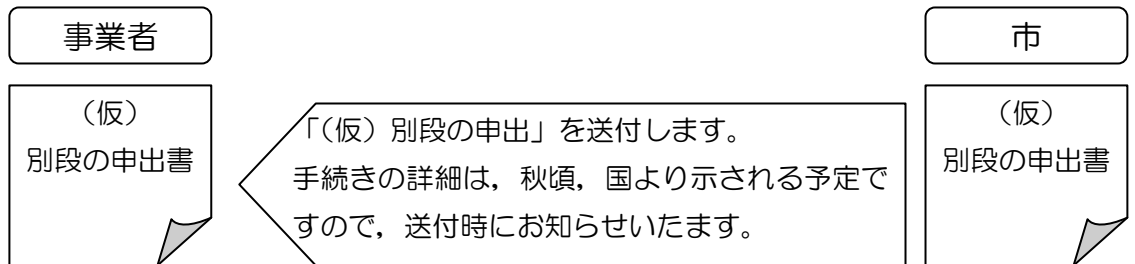 事業者
市
（仮）
別段の申出書
「（仮）別段の申出」を送付します。
手続きの詳細は，秋頃，国より示される予定で
すので，送付時にお知らせいたます。
（仮）
別段の申出書